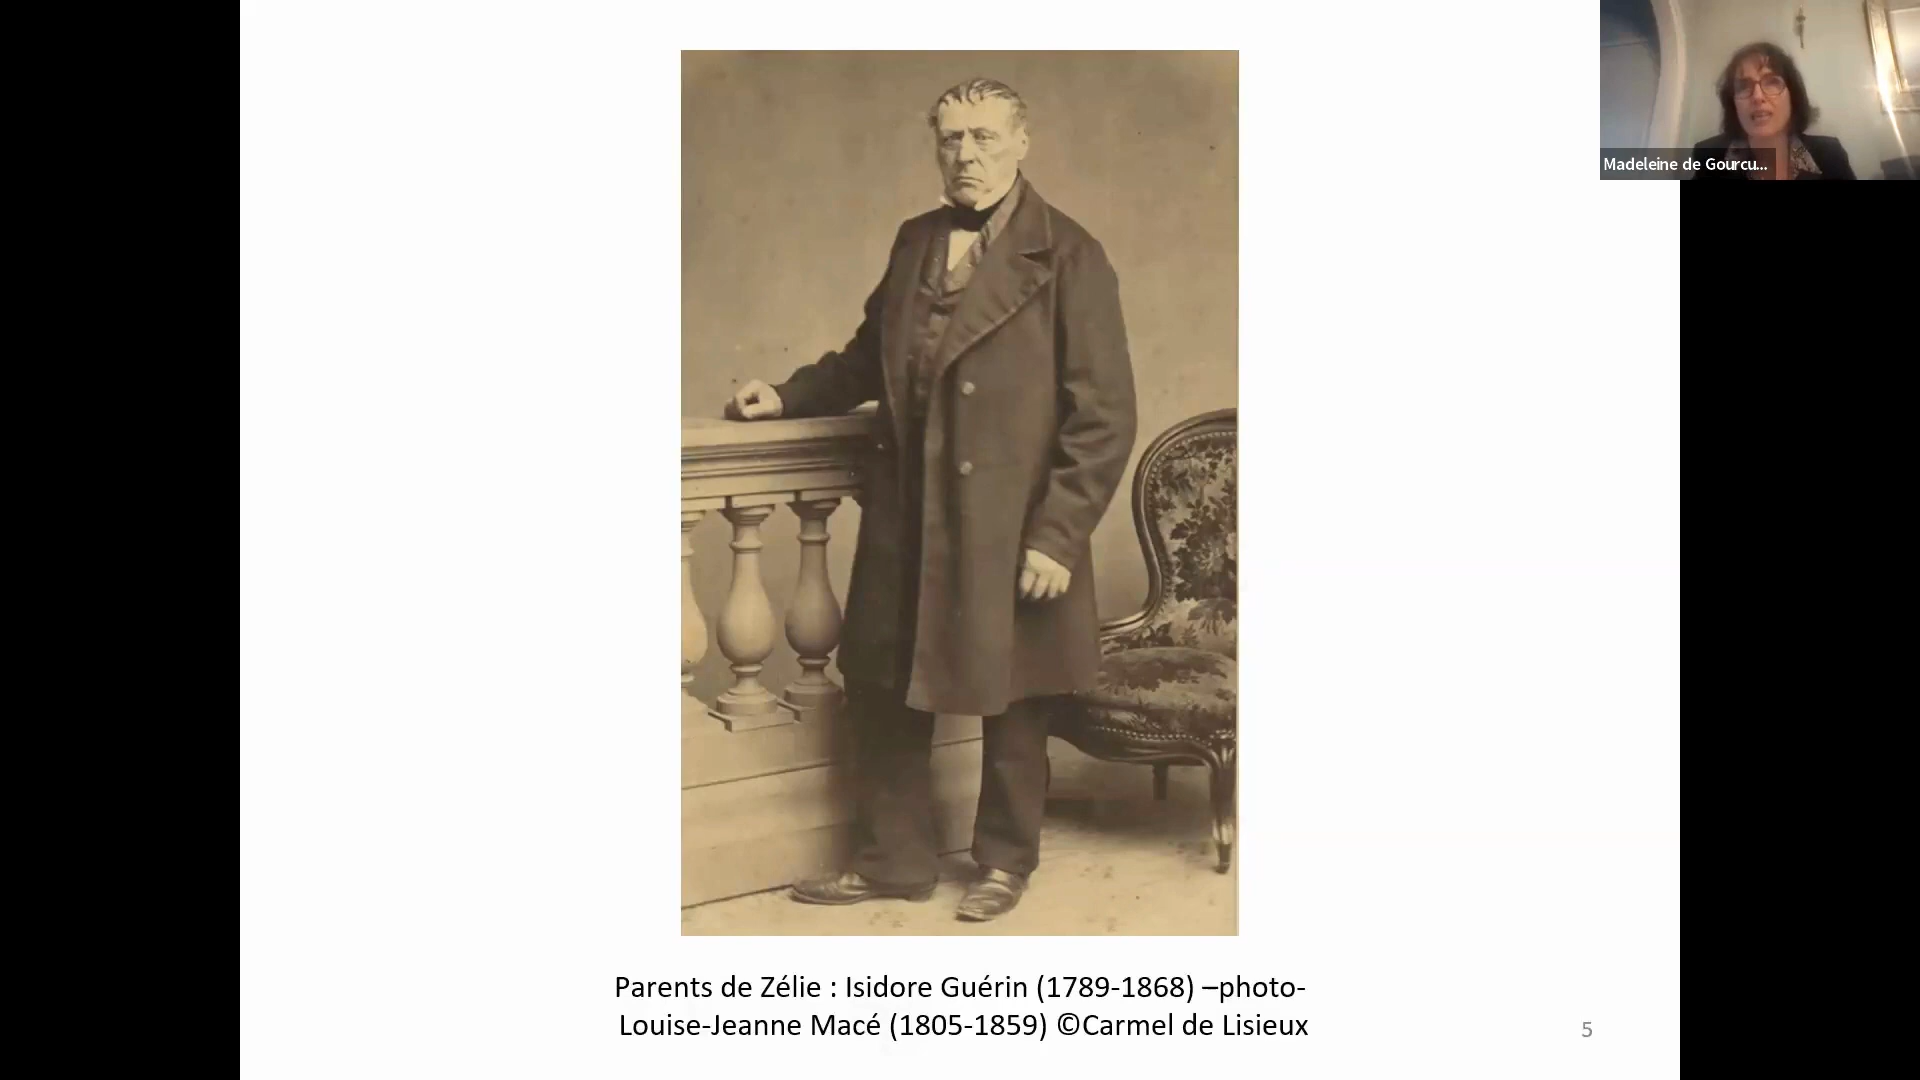 Madeleine de Gourcu...
Parents de Zélie : Isidore Guérin (1789-1868) –photo-
Louise-Jeanne Macé (1805-1859) ©Carmel de Lisieux
5